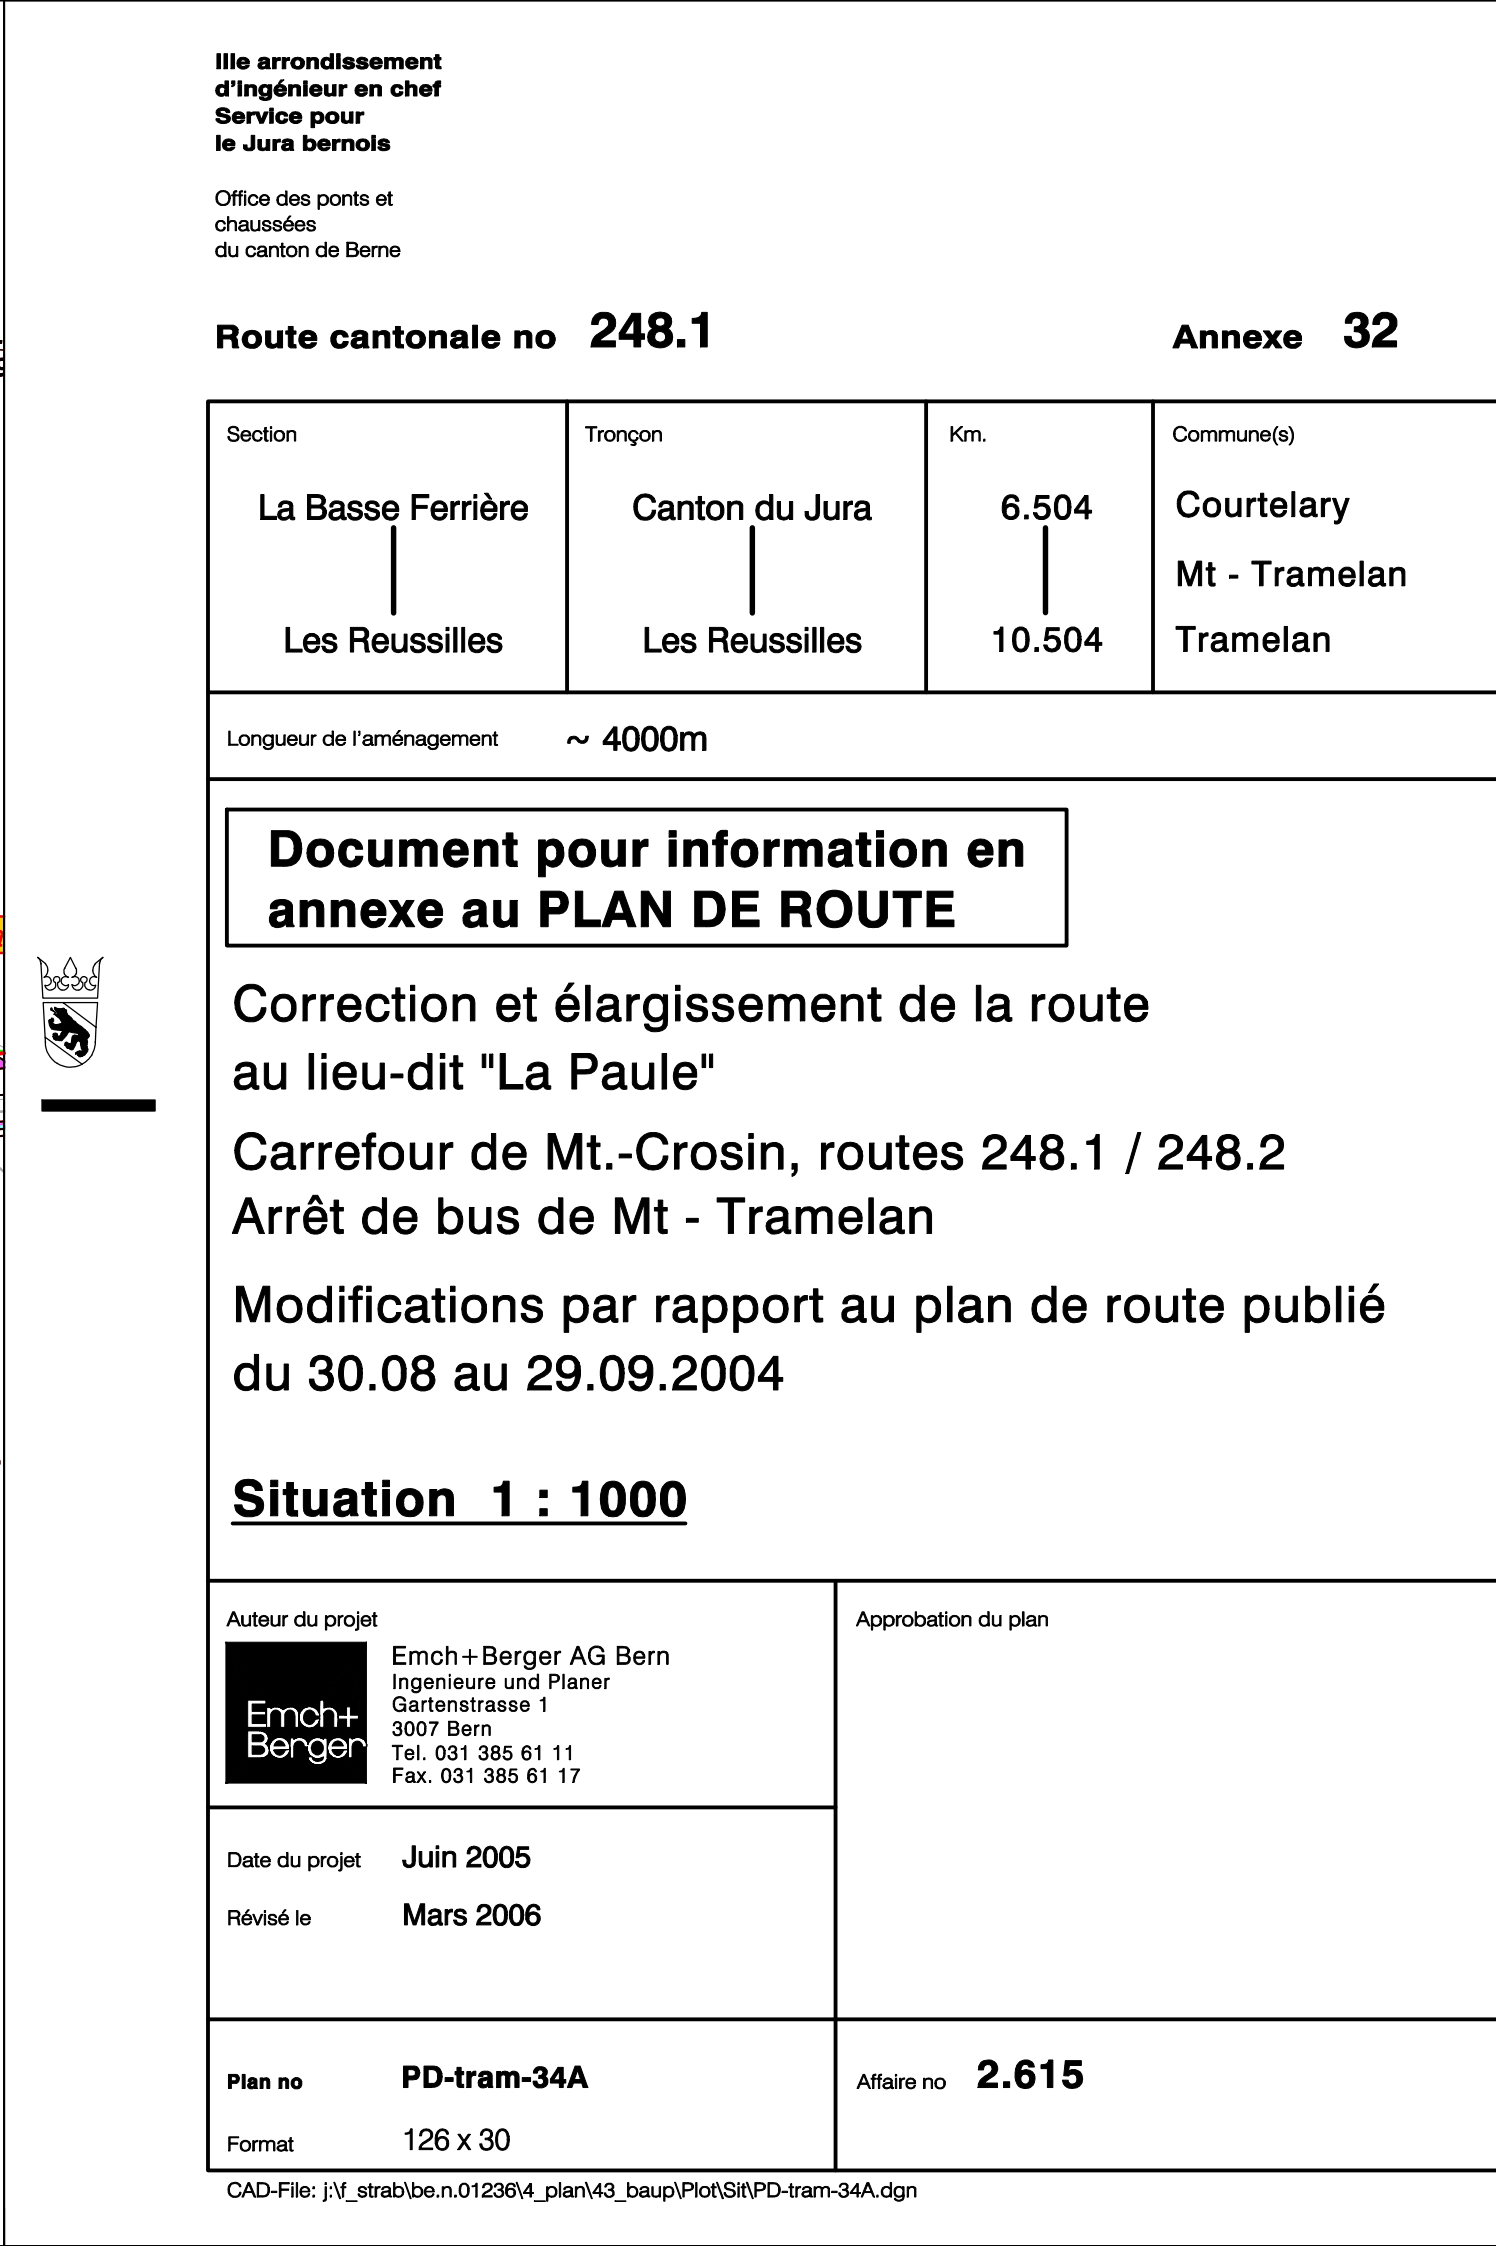 IIIe arrondissement
d'ingénieur en chef
Service pour
le Jura bernois
Office des ponts et
chaussées
du canton de Berne
Route cantonale no 248.1 Annexe 32
Section Tronçon Km. Commune(s)
La Basse Ferrière Canton du Jura 6.504 Courtelary
Mt - Tramelan
Les Reussilles Les Reussilles 10.504 Tramelan
Longueur de l'aménagement ~ 4000m
Document pour information en
annexe au PLAN DE ROUTE
Correction et élargissement de la route
au lieu-dit "La Paule"
Carrefour de Mt.-Crosin, routes 248.1 / 248.2
Arrêt de bus de Mt - Tramelan
Modifications par rapport au plan de route publié
du 30.08 au 29.09.2004
Situation 1 : 1000
Auteur du projet Approbation du plan
Emch+
Berger
Emch+Berger AG Bern
Ingenieure und Planer
Gartenstrasse 1
3007 Bern
Tel. 031 385 61 11
Fax. 031 385 61 17
Date du projet Juin 2005
Révisé le Mars 2006
Plan no PD-tram-34A Affaire no 2.615
Format 126 x 30
CAD-File: j:\f_strab\be.n.01236\4_plan\43_baup\Plot\Sit\PD-tram-34A.dgn